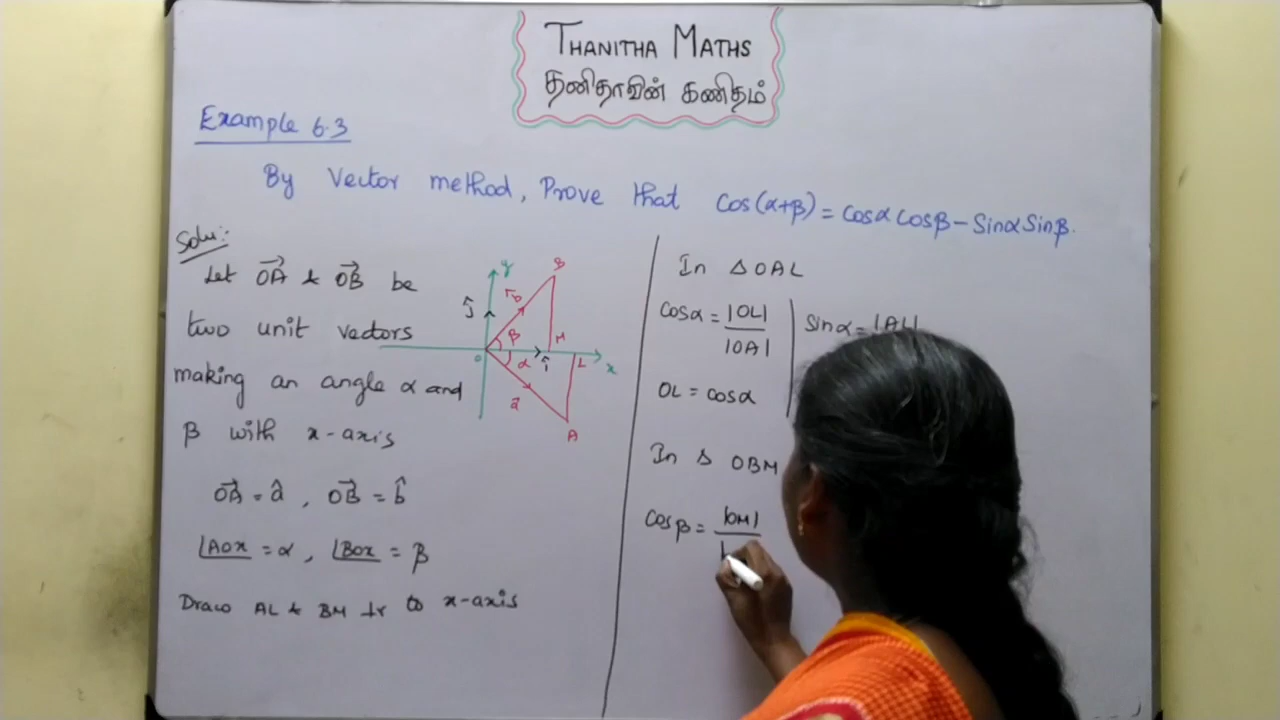 THANITHA MATHS
தனிதாவின் கணிதம்
Example 6.3
By Vector method, Prove that Cos(α+β) = Cosα Cosβ - Sinα Sinβ.
Solu:-
Let OA⃗ & OB⃗ be
two unit vectors
making an angle α and
β with x-axis
OA⃗ = â , OB⃗ = b̂
∠AOX = α , ∠BOX = β
Draw AL & BM ⊥r to x-axis
y
B
j
b
β
M
O
α
i
L
x
a⃗
A
In Δ OAL
Cosα = |OL|
|OA|
Sinα = |AL|
OL = cosα
In Δ OBM
Cosβ = |OM|